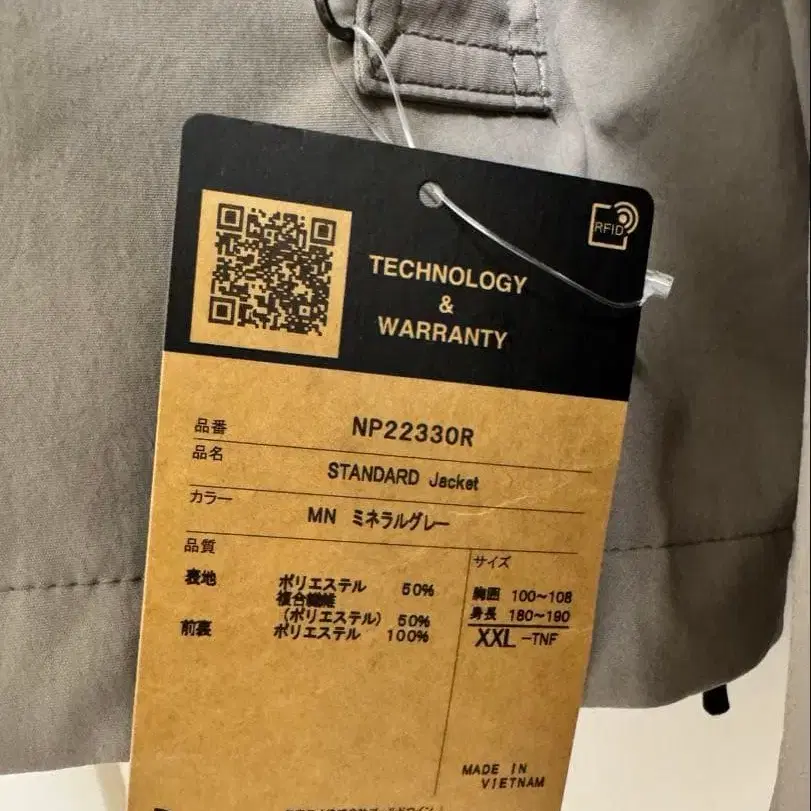 RFID
TECHNOLOGY
&
WARRANTY
品番 NP22330R
品名 STANDARD Jacket
カラー MN ミネラルグレー
品質
表地 ポリエステル 50%
複合繊維
(ポリエステル) 50%
前裏 ポリエステル 100%
サイズ
胸囲 100~108
身長 180~190
XXL -TNF
MADE IN
VIETNAM